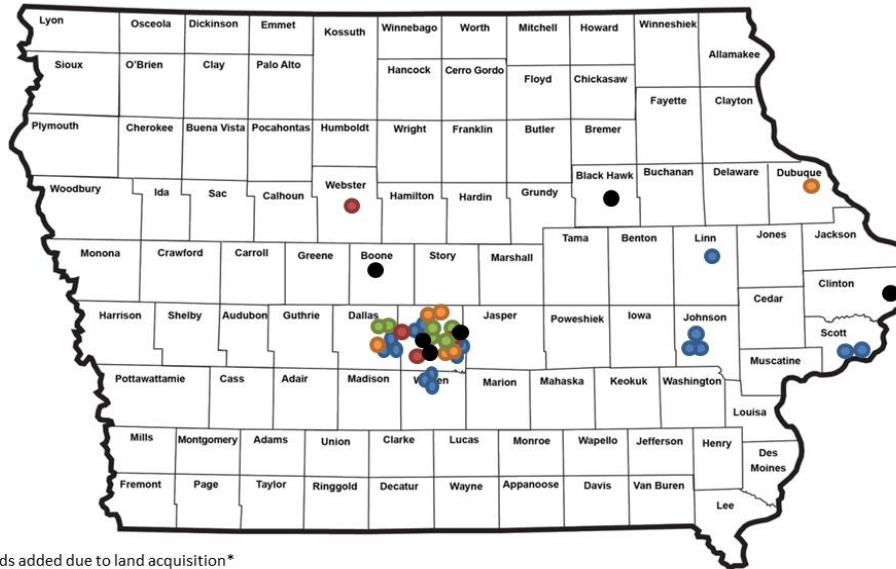 Lyon
Osceola
Dickinson
Emmet
Kossuth
Winnebago
Worth
Mitchell
Howard
Winneshiek
Allamakee
Sioux
O'Brien
Clay
Palo Alto
Hancock
Cerro Gordo
Floyd
Chickasaw
Fayette
Clayton
Plymouth
Cherokee
Buena Vista
Pocahontas
Humboldt
Wright
Franklin
Butler
Bremer
Woodbury
Ida
Sac
Calhoun
Webster
Hamilton
Hardin
Grundy
Black Hawk
Buchanan
Delaware
Dubuque
Monona
Crawford
Carroll
Greene
Boone
Story
Marshall
Tama
Benton
Linn
Jones
Jackson
Clinton
Cedar
Harrison
Shelby
Audubon
Guthrie
Dallas
Jasper
Poweshiek
Iowa
Johnson
Scott
Muscatine
Pottawattamie
Cass
Adair
Madison
Marion
Mahaska
Keokuk
Washington
Louisa
Mills
Montgomery
Adams
Union
Clarke
Lucas
Monroe
Wapello
Jefferson
Henry
Des
Moines
Fremont
Page
Taylor
Ringgold
Decatur
Wayne
Appanoose
Davis
Van Buren
Lee
ds added due to land acquisition*